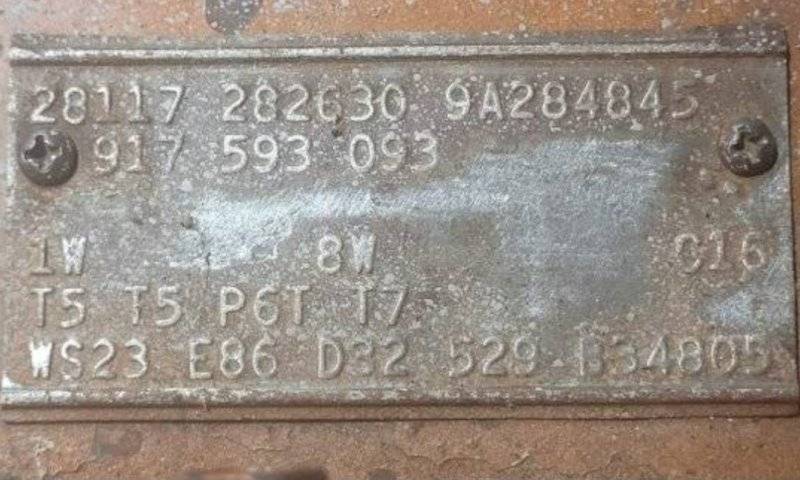 28117 282630 9A284845
917 593 093
1W 8W C16
T5 T5 P6T T7
WS23 E86 D32 529 B34805